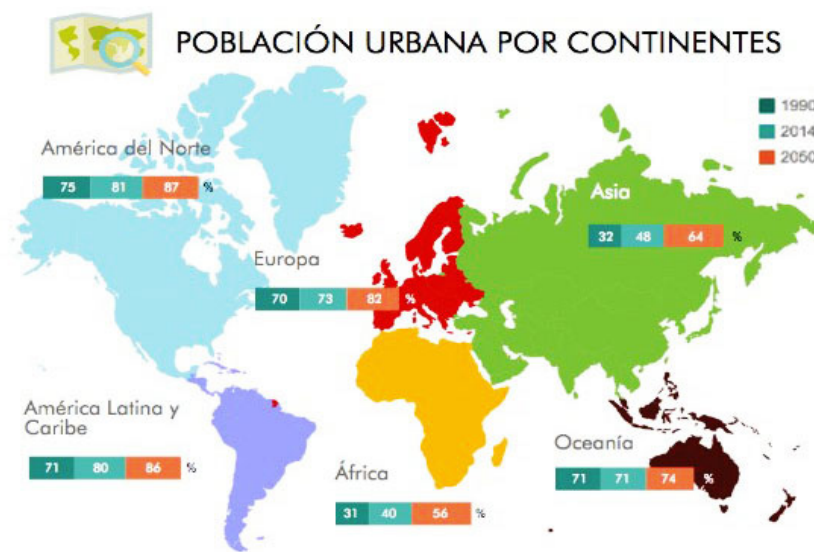 POBLACIÓN URBANA POR CONTINENTES
1990
2014
2050
América del Norte
75 81 87 %
Asia
32 48 64 %
Europa
70 73 82 %
América Latina y
Caribe
71 80 86 %
África
31 40 56 %
Oceanía
71 71 74 %